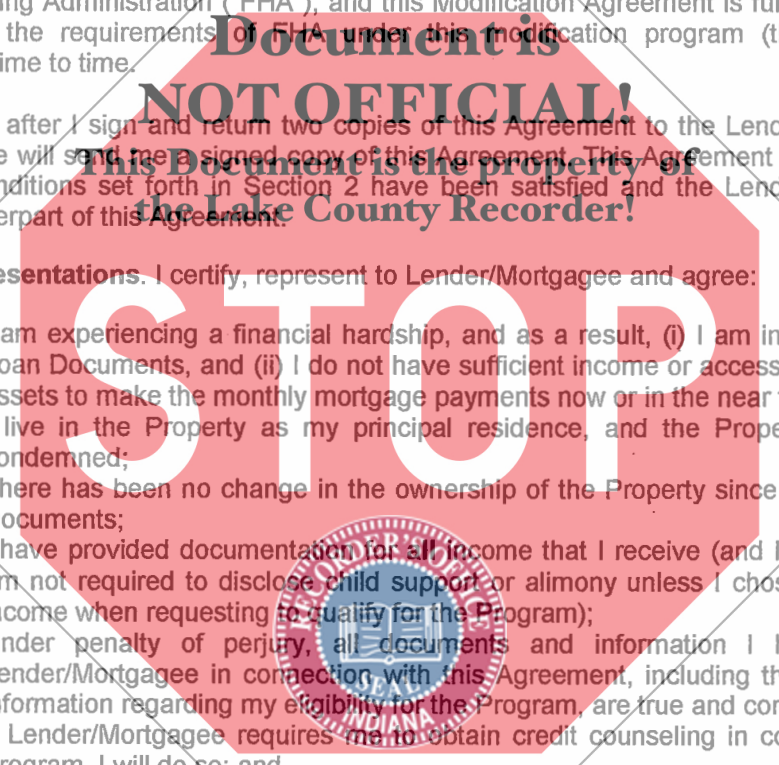 ing Administration ("FHA"), and this Modification Agreement is
the requirements of FHA under this modification program
ime to time.
Document is
NOT OFFICIAL!
This Document is the property of
the Lake County Recorder!
after I sign and return two copies of this Agreement to the Lend
e will send me a signed copy of this Agreement. This Agreement
nditions set forth in Section 2 have been satisfied and the Lend
erpart of this Agreement.
esentations. I certify, represent to Lender/Mortgagee and agree:
STOP
am experiencing a financial hardship, and as a result, (i) I am in
oan Documents, and (ii) I do not have sufficient income or access
ssets to make the monthly mortgage payments now or in the near
live in the Property as my principal residence, and the Prope
ondemned;
here has been no change in the ownership of the Property since
ocuments;
have provided documentation for all income that I receive (and I
m not required to disclose child support or alimony unless I chos
ncome when requesting to qualify for the Program);
nder penalty of perjury, all documents and information I
ender/Mortgagee in connection with this Agreement, including th
formation regarding my eligibility for the Program, are true and cor
Lender/Mortgagee requires me to obtain credit counseling in co
rogram, I will do so; and
RECORDER'S OFFICE
SEAL
INDIANA